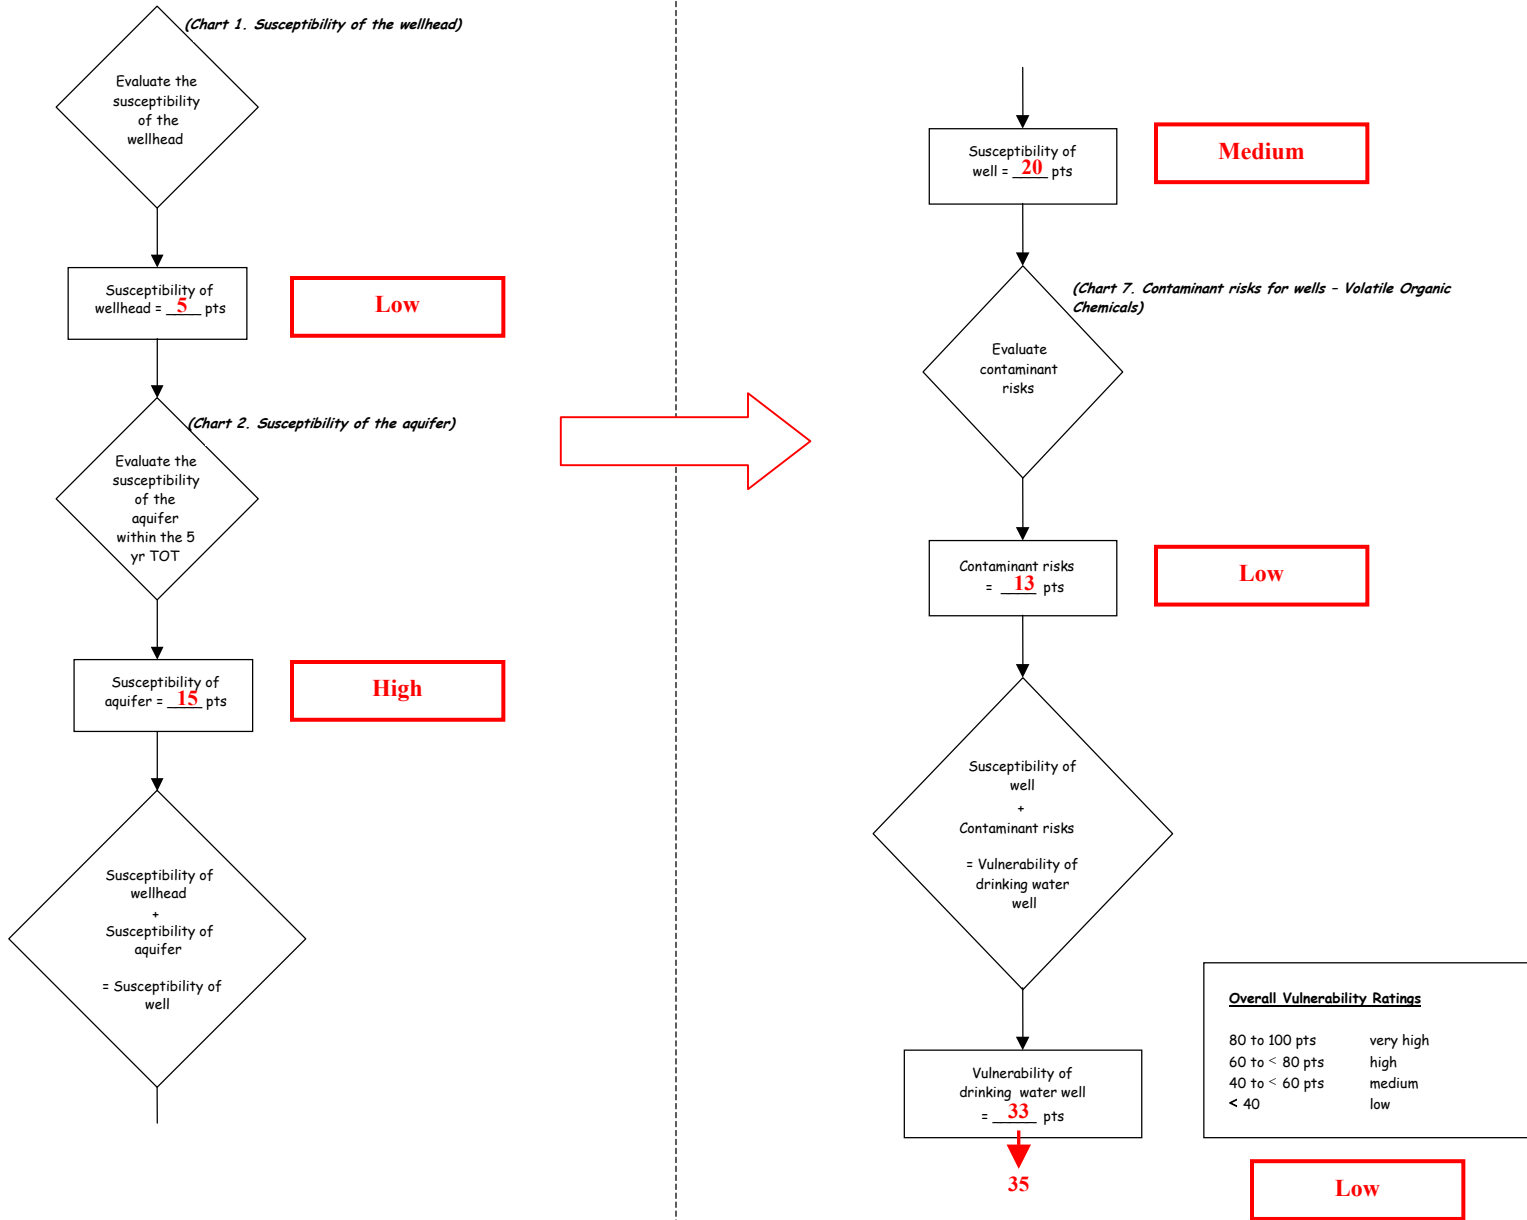 (Chart 1. Susceptibility of the wellhead)
Evaluate the
susceptibility
of the
wellhead
Susceptibility of
wellhead = 5 pts
Low
(Chart 2. Susceptibility of the aquifer)
Evaluate the
susceptibility
of the
aquifer
within the 5
yr TOT
Susceptibility of
aquifer = 15 pts
High
Susceptibility of
wellhead
+
Susceptibility of
aquifer
= Susceptibility of
well
Susceptibility of
well = 20 pts
Medium
(Chart 7. Contaminant risks for wells – Volatile Organic
Chemicals)
Evaluate
contaminant
risks
Contaminant risks
= 13 pts
Low
Susceptibility of
well
+
Contaminant risks
= Vulnerability of
drinking water
well
Vulnerability of
drinking water well
= 33 pts
35
Overall Vulnerability Ratings
80 to 100 pts very high
60 to < 80 pts high
40 to < 60 pts medium
< 40 low
Low